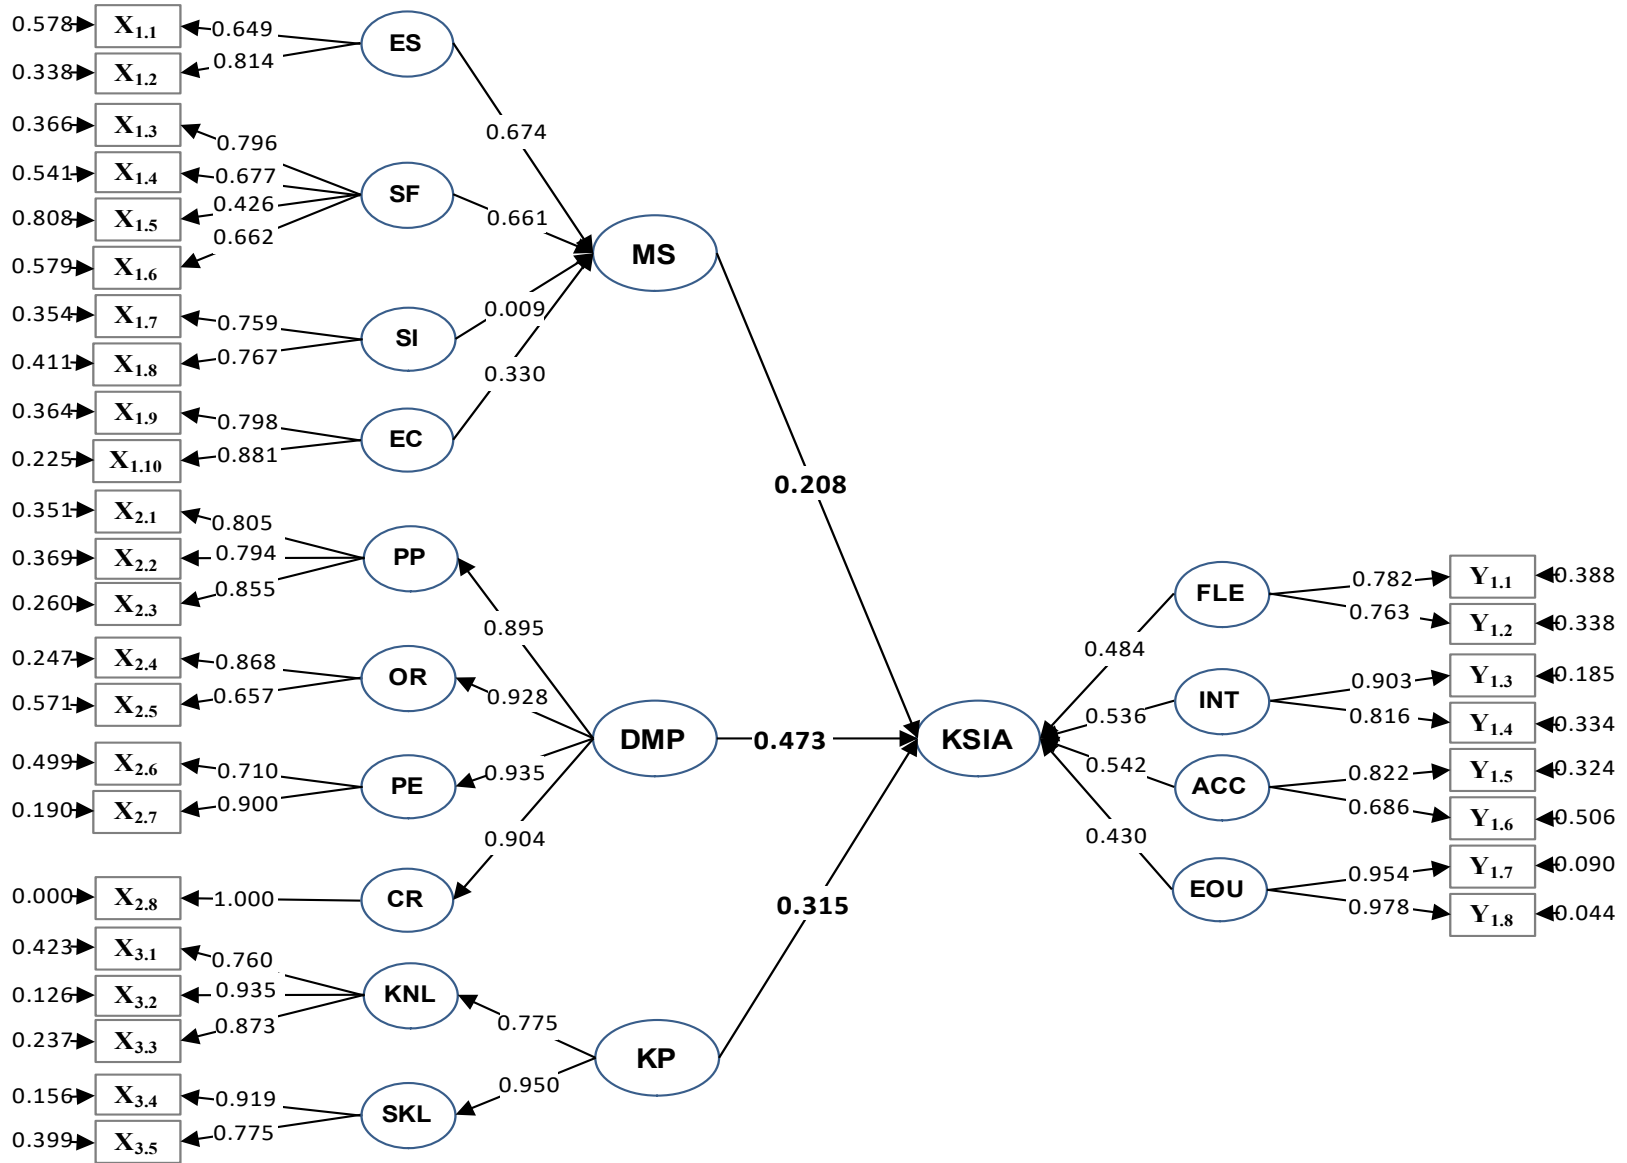 0.578 X1.1 0.649 ES
0.338 X1.2 0.814
0.366 X1.3 0.796
0.674
0.541 X1.4 0.677 SF
0.808 X1.5 0.426
0.661
0.579 X1.6 0.662
MS
0.354 X1.7 0.759 SI
0.009
0.411 X1.8 0.767
0.330
0.364 X1.9 0.798 EC
0.225 X1.10 0.881
0.208
0.351 X2.1 0.805
0.369 X2.2 0.794 PP
0.260 X2.3 0.855
0.895
0.247 X2.4 0.868 OR
0.571 X2.5 0.657
0.928
DMP 0.473 KSIA
0.499 X2.6 0.710 PE
0.935
0.190 X2.7 0.900
0.904
0.000 X2.8 1.000 CR
0.315
0.423 X3.1 0.760
0.126 X3.2 0.935 KNL
0.237 X3.3 0.873
0.775
KP
0.950
0.156 X3.4 0.919 SKL
0.399 X3.5 0.775
FLE 0.782 Y1.1 0.388
0.763 Y1.2 0.338
0.484
INT 0.903 Y1.3 0.185
0.536
0.816 Y1.4 0.334
0.542
ACC 0.822 Y1.5 0.324
0.686 Y1.6 0.506
0.430
EOU 0.954 Y1.7 0.090
0.978 Y1.8 0.044